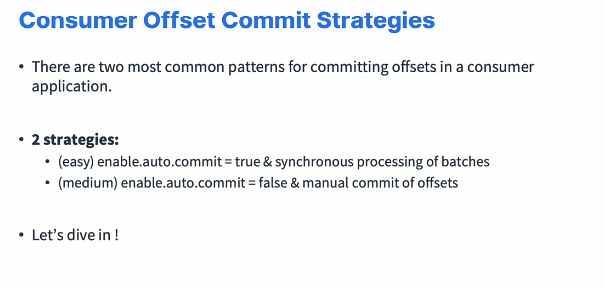 Consumer Offset Commit Strategies
• There are two most common patterns for committing offsets in a consumer
application.
• 2 strategies:
• (easy) enable.auto.commit = true & synchronous processing of batches
• (medium) enable.auto.commit = false & manual commit of offsets
• Let's dive in !